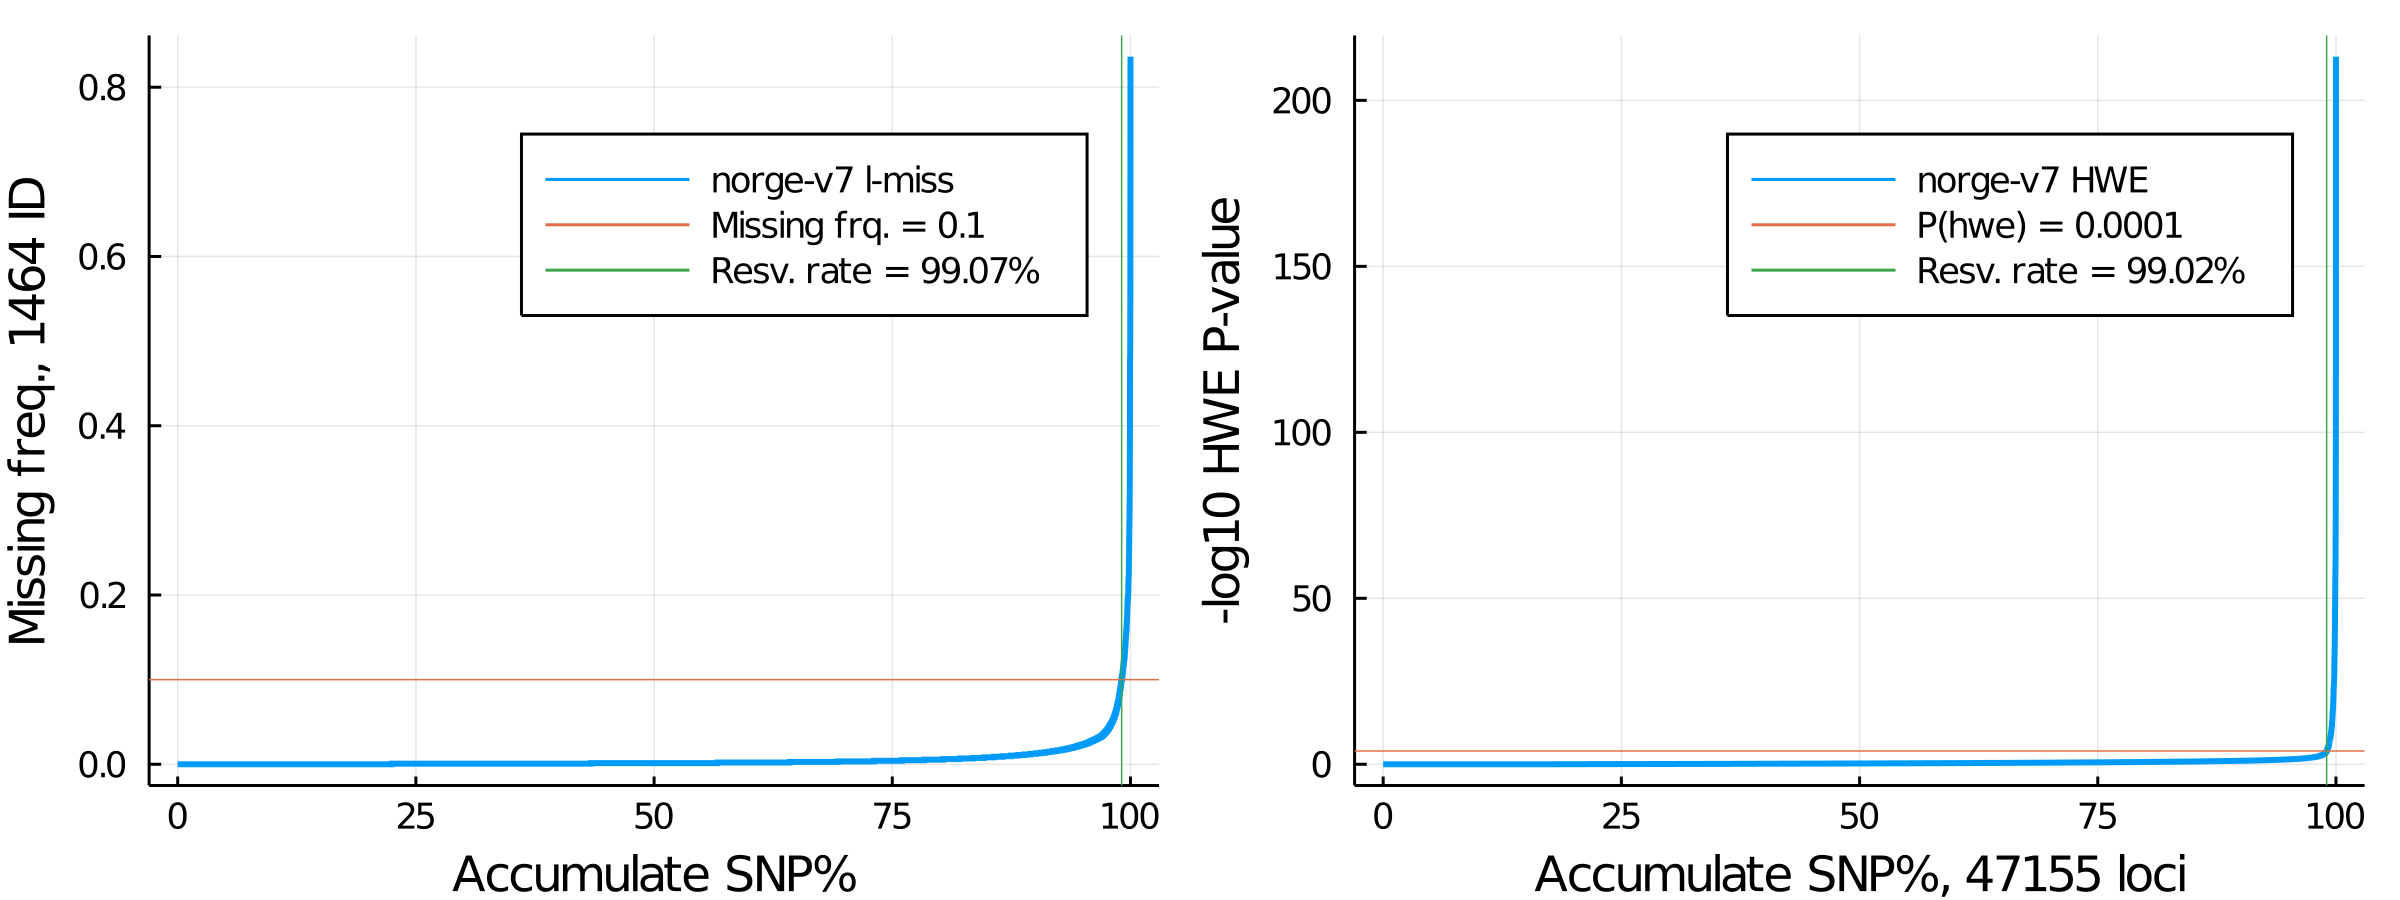 Missing freq., 1464 ID
0.8
0.6
0.4
0.2
0.0
norge-v7 l-miss
Missing frq. = 0.1
Resv. rate = 99.07%
0 25 50 75 100
Accumulate SNP%
-log10 HWE P-value
200
150
100
50
0
norge-v7 HWE
P(hwe) = 0.0001
Resv. rate = 99.02%
0 25 50 75 100
Accumulate SNP%, 47155 loci